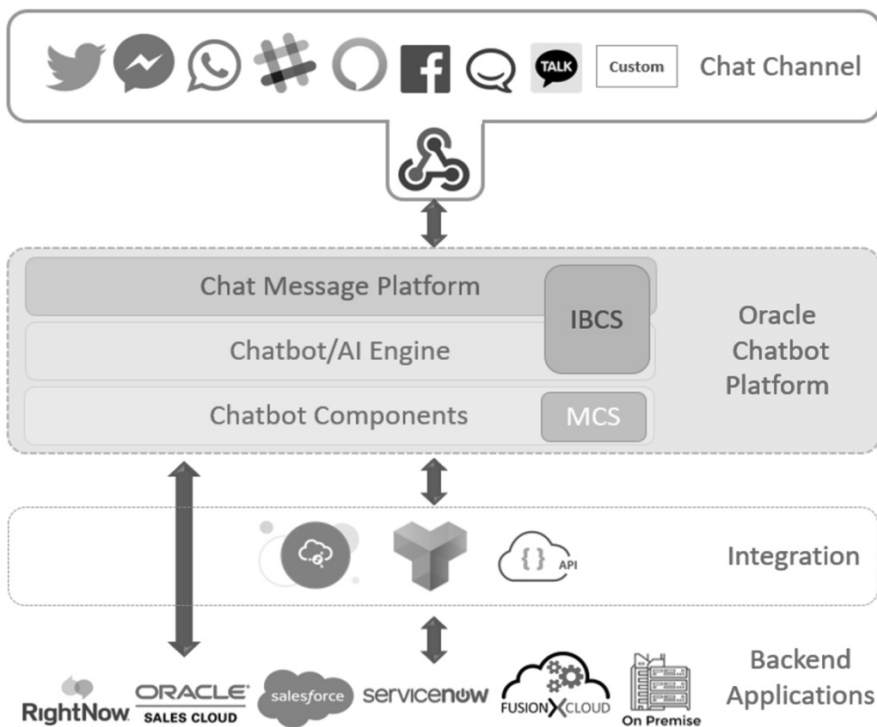 TALK
Custom
Chat Channel
Chat Message Platform
IBCS
Chatbot/AI Engine
Chatbot Components
MCS
Oracle
Chatbot
Platform
{ } API
Integration
Backend
Applications
RightNow
ORACLE®
SALES CLOUD
salesforce
servicenow
FUSION X CLOUD
On Premise